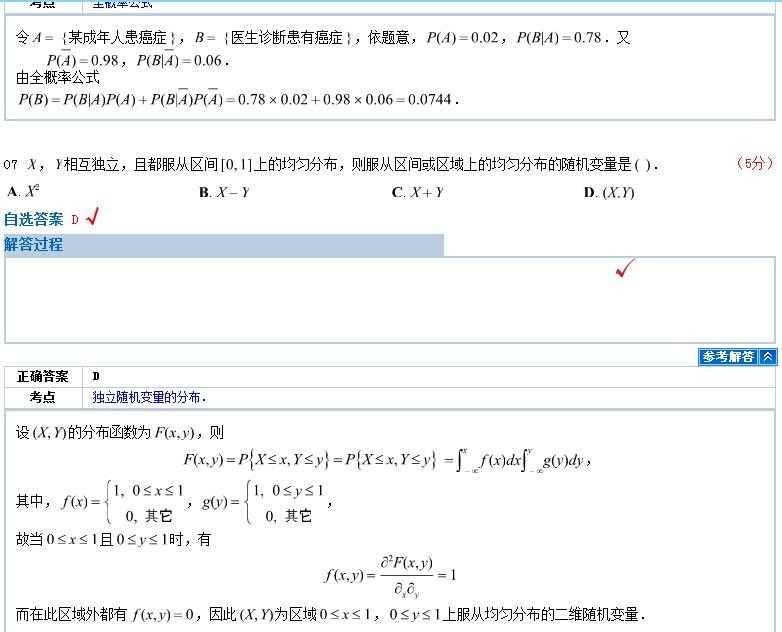 考点 全概率公式
令 A = {某成年人患癌症}, B = {医生诊断患有癌症}, 依题意, P(A) = 0.02, P(B|A) = 0.78. 又
P(A̅) = 0.98, P(B|A̅) = 0.06.
由全概率公式
P(B) = P(B|A)P(A) + P(B|A̅)P(A̅) = 0.78 × 0.02 + 0.98 × 0.06 = 0.0744.
07 X, Y相互独立, 且都服从区间[0,1]上的均匀分布, 则服从区间或区域上的均匀分布的随机变量是( ). (5分)
A. X² B. X − Y C. X + Y D. (X,Y)
自选答案 D
解答过程
参考解答
正确答案 D
考点 独立随机变量的分布.
设(X,Y)的分布函数为F(x,y), 则
F(x,y) = P{X ≤ x, Y ≤ y} = P{X ≤ x, Y ≤ y} = ∫_{-∞}^{x} f(x)dx∫_{-∞}^{y} g(y)dy,
其中, f(x) = {1, 0 ≤ x ≤ 1 0, 其它, g(y) = {1, 0 ≤ y ≤ 1 0, 其它,
故当0 ≤ x ≤ 1且0 ≤ y ≤ 1时, 有
f(x,y) = ∂²F(x,y)/∂ₓ∂ᵧ = 1
而在此区域外都有f(x,y) = 0, 因此(X,Y)为区域0 ≤ x ≤ 1, 0 ≤ y ≤ 1上服从均匀分布的二维随机变量.